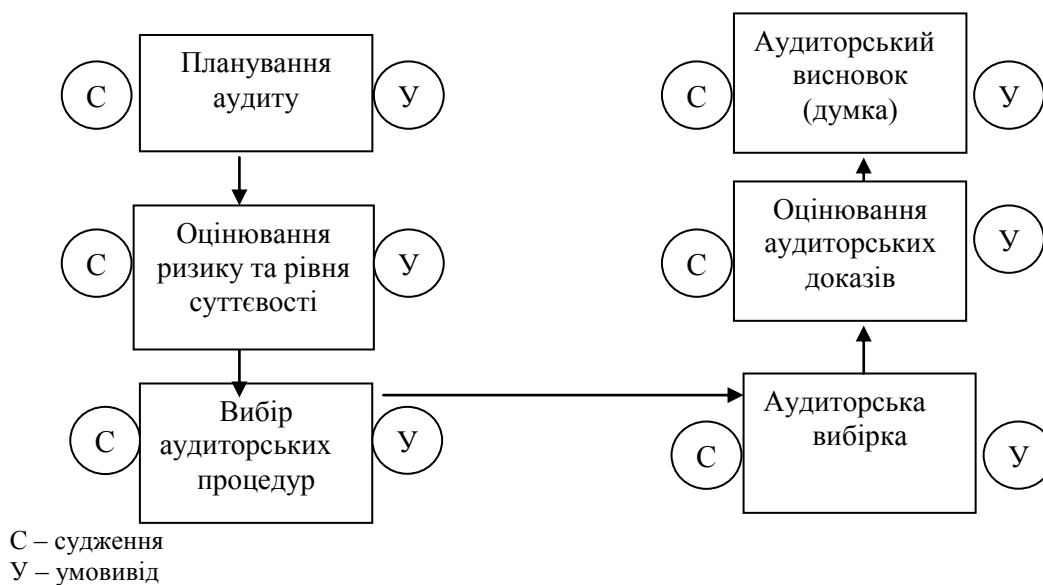 С
Планування
аудиту
У
С
Оцінювання
ризику та рівня
суттєвості
У
С
Вибір
аудиторських
процедур
У
С
Аудиторська
вибірка
У
С
Оцінювання
аудиторських
доказів
У
С
Аудиторський
висновок
(думка)
У
С – судження
У – умовивід